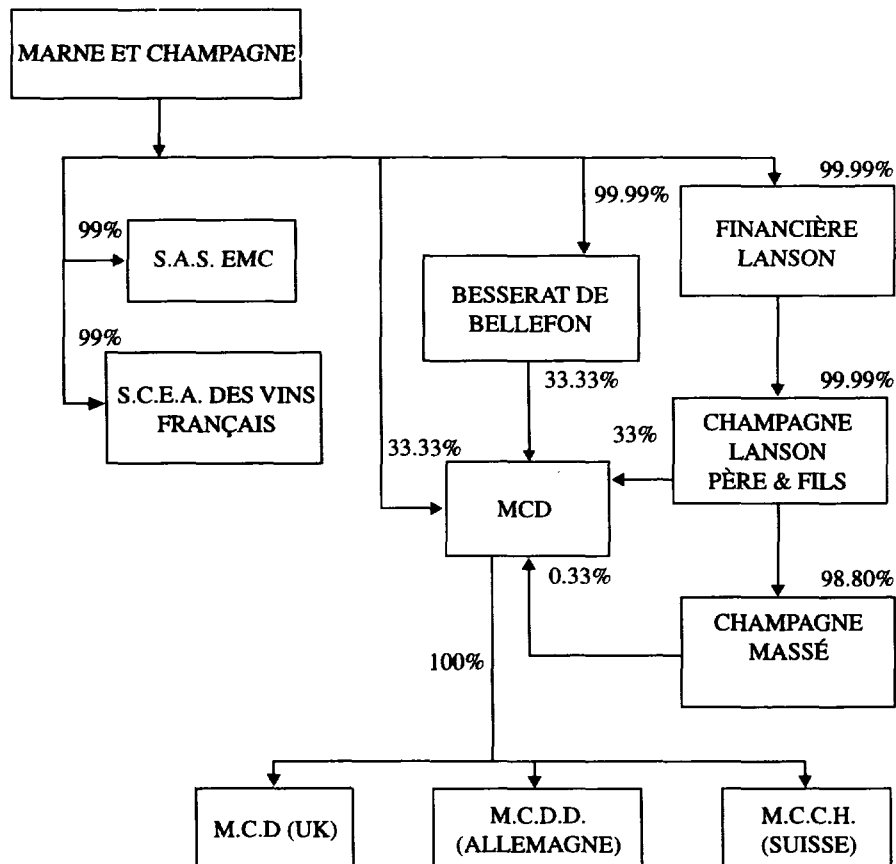 MARNE ET CHAMPAGNE
99.99%
99.99%
FINANCIÈRE
LANSON
99%
S.A.S. EMC
BESSERAT DE
BELLEFON
99%
S.C.E.A. DES VINS
FRANÇAIS
33.33%
99.99%
CHAMPAGNE
LANSON
PÈRE & FILS
33.33%
33%
MCD
0.33%
98.80%
CHAMPAGNE
MASSÉ
100%
M.C.D (UK)
M.C.D.D.
(ALLEMAGNE)
M.C.C.H.
(SUISSE)